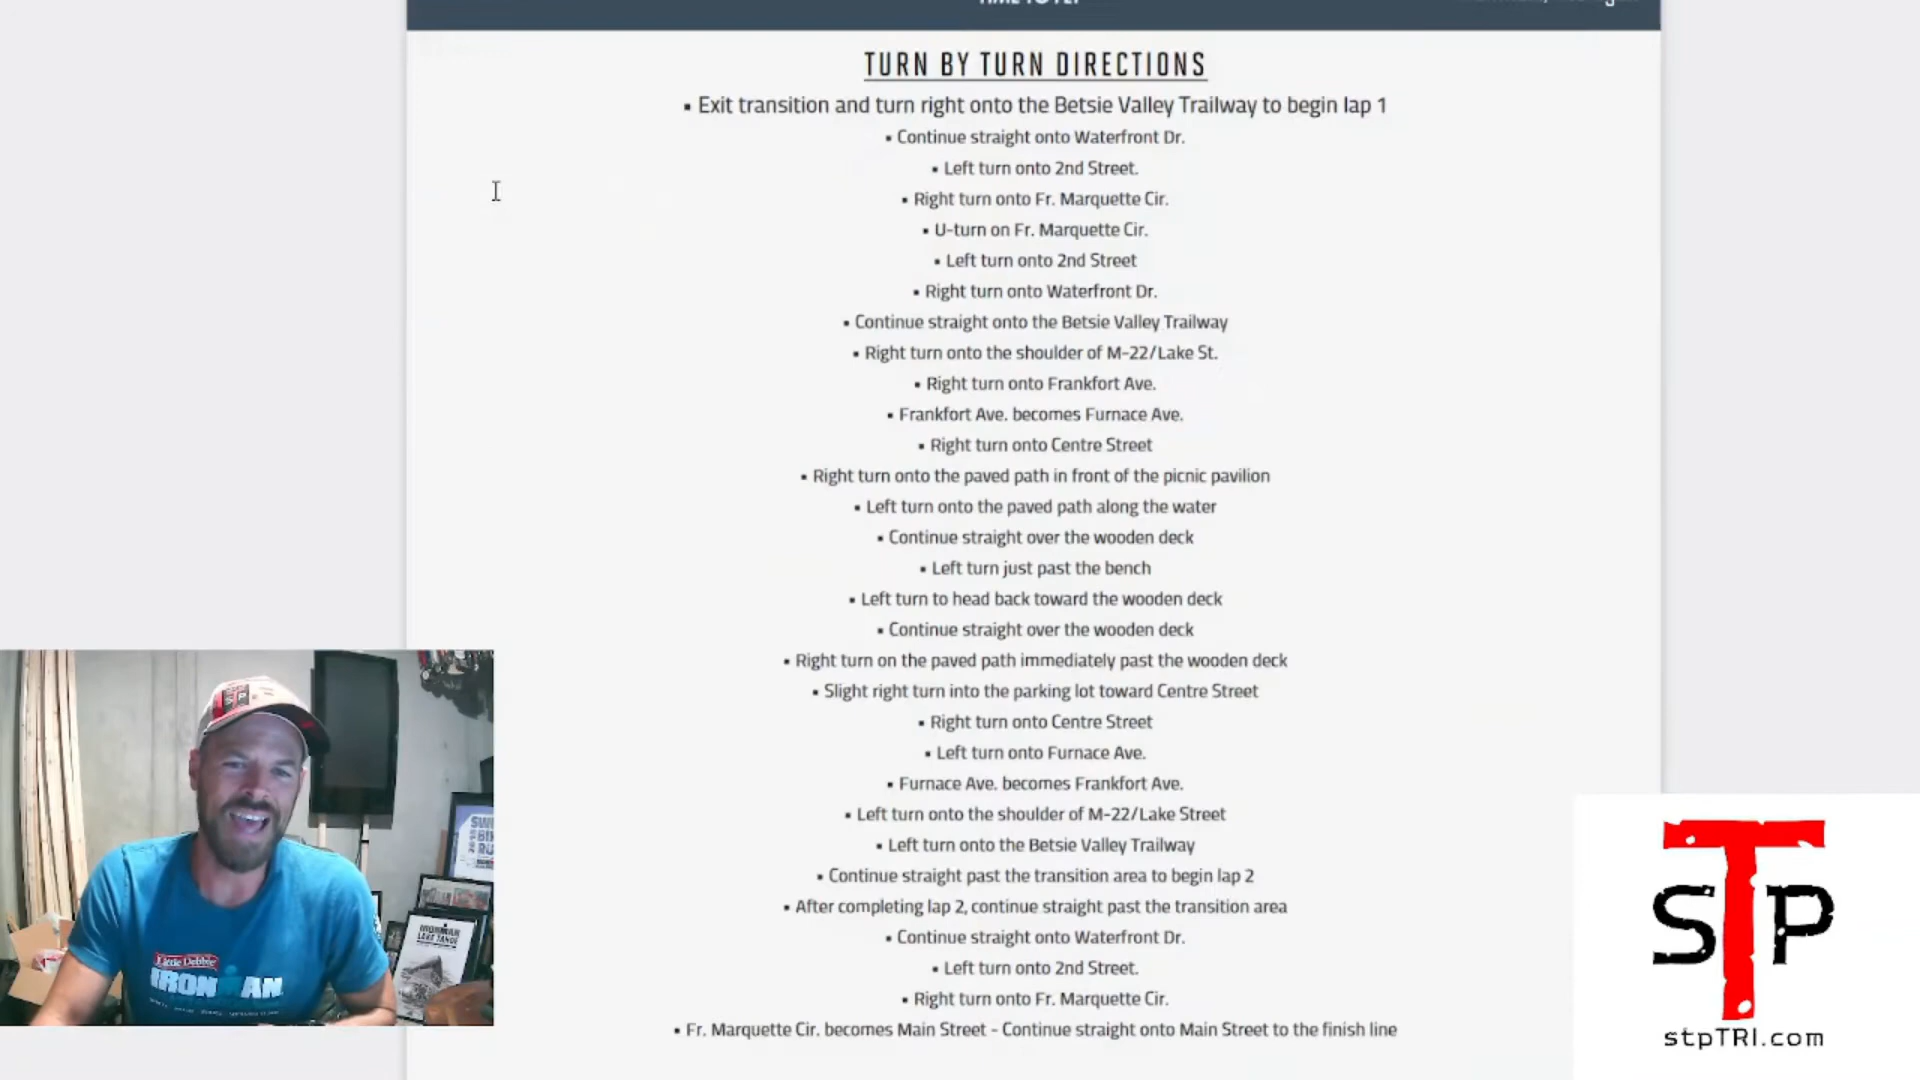 TURN BY TURN DIRECTIONS
▪ Exit transition and turn right onto the Betsie Valley Trailway to begin lap 1
▪ Continue straight onto Waterfront Dr.
▪ Left turn onto 2nd Street.
▪ Right turn onto Fr. Marquette Cir.
▪ U-turn on Fr. Marquette Cir.
▪ Left turn onto 2nd Street
▪ Right turn onto Waterfront Dr.
▪ Continue straight onto the Betsie Valley Trailway
▪ Right turn onto the shoulder of M-22/Lake St.
▪ Right turn onto Frankfort Ave.
▪ Frankfort Ave. becomes Furnace Ave.
▪ Right turn onto Centre Street
▪ Right turn onto the paved path in front of the picnic pavilion
▪ Left turn onto the paved path along the water
▪ Continue straight over the wooden deck
▪ Left turn just past the bench
▪ Left turn to head back toward the wooden deck
▪ Continue straight over the wooden deck
▪ Right turn on the paved path immediately past the wooden deck
▪ Slight right turn into the parking lot toward Centre Street
▪ Right turn onto Centre Street
▪ Left turn onto Furnace Ave.
▪ Furnace Ave. becomes Frankfort Ave.
▪ Left turn onto the shoulder of M-22/Lake Street
▪ Left turn onto the Betsie Valley Trailway
▪ Continue straight past the transition area to begin lap 2
▪ After completing lap 2, continue straight past the transition area
▪ Continue straight onto Waterfront Dr.
▪ Left turn onto 2nd Street.
▪ Right turn onto Fr. Marquette Cir.
▪ Fr. Marquette Cir. becomes Main Street - Continue straight onto Main Street to the finish line
Little Debbie
IRONMAN
IRONMAN
LAKE TAHOE
STP
stpTRI.com